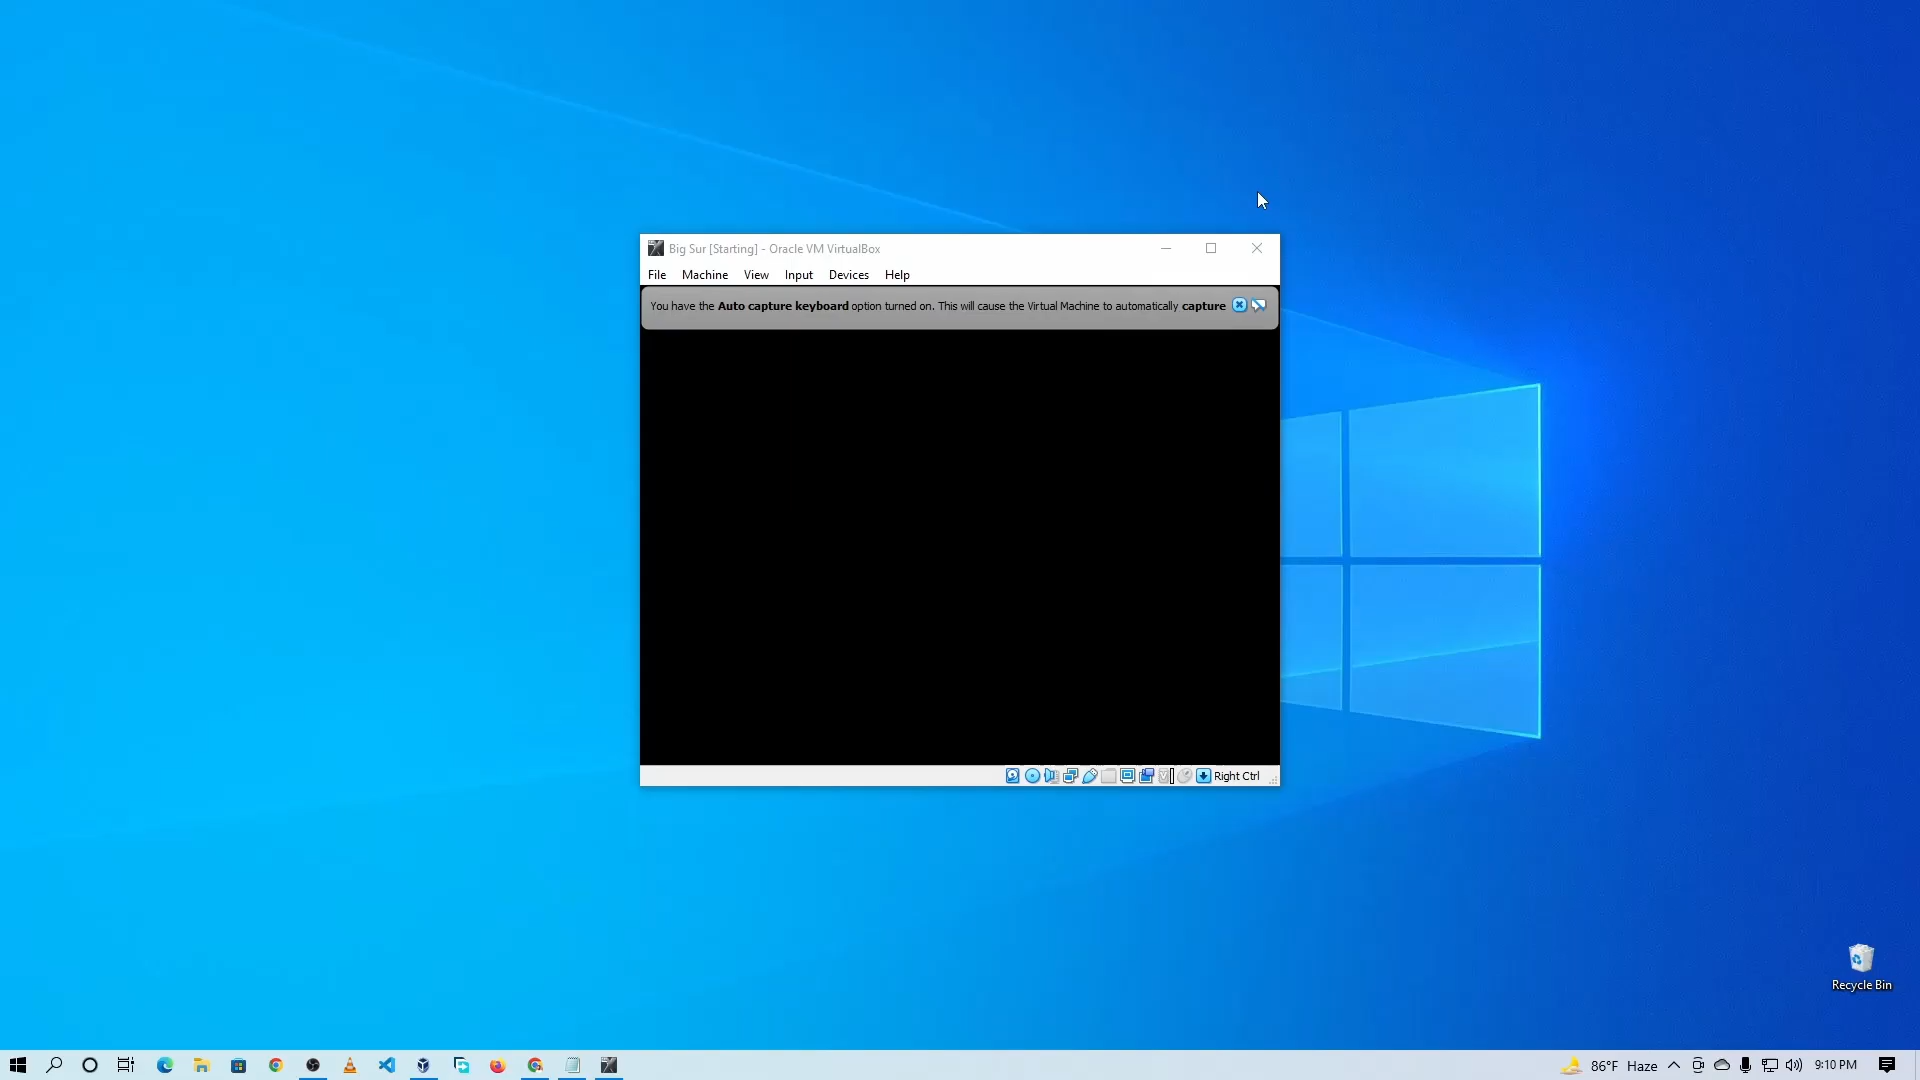 Big Sur [Starting] - Oracle VM VirtualBox
File Machine View Input Devices Help
You have the Auto capture keyboard option turned on. This will cause the Virtual Machine to automatically capture
Right Ctrl
Recycle Bin
86°F Haze
9:10 PM